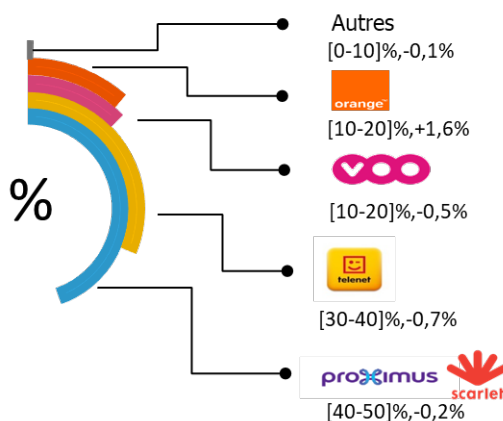 Autres
[0-10]%,-0,1%
orange™
[10-20]%,+1,6%
VOO
[10-20]%,-0,5%
%
telenet
[30-40]%,-0,7%
proximus
scarlet
[40-50]%,-0,2%